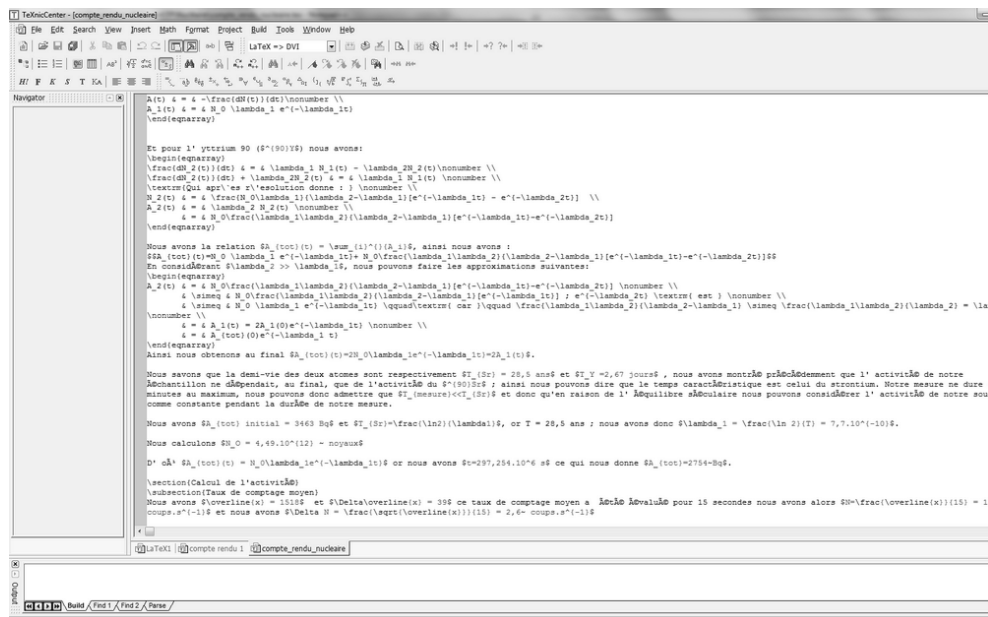 TeXnicCenter - [compte_rendu_nucleaire]
File Edit Search View Insert Math Format Project Build Tools Window Help
LaTeX => DVI
H! F K S T KA
Navigator
A(t) & = & -\frac{dN(t)}{dt}\nonumber \\
A_1(t) & = & N_0 \lambda_1 e^{-\lambda_1t}
\end{eqnarray}
Et pour l' yttrium 90 ($^{90}Y$) nous avons:
\begin{eqnarray}
\frac{dN_2(t)}{dt} & = & \lambda_1 N_1(t) - \lambda_2N_2(t)\nonumber \\
\frac{dN_2(t)}{dt} + \lambda_2N_2(t) & = & \lambda_1 N_1(t) \nonumber \\
\textrm{Qui apr\`es r\'esolution donne : } \nonumber \\
N_2(t) & = & \frac{N_0\lambda_1}{\lambda_2-\lambda_1}[e^{-\lambda_1t} - e^{-\lambda_2t}] \\
A_2(t) & = & \lambda_2 N_2(t) \nonumber \\
& = & N_0\frac{\lambda_1\lambda_2}{\lambda_2-\lambda_1}[e^{-\lambda_1t}-e^{-\lambda_2t}]
\end{eqnarray}
Nous avons la relation $A_{tot}(t) = \sum_{i}^{}{A_i}$, ainsi nous avons :
$$A_{tot}(t)=N_0 \lambda_1 e^{-\lambda_1t}+ N_0\frac{\lambda_1\lambda_2}{\lambda_2-\lambda_1}[e^{-\lambda_1t}-e^{-\lambda_2t}]$$
En considÃ©rant $\lambda_2 >> \lambda_1$, nous pouvons faire les approximations suivantes:
\begin{eqnarray}
A_2(t) & = & N_0\frac{\lambda_1\lambda_2}{\lambda_2-\lambda_1}[e^{-\lambda_1t}-e^{-\lambda_2t}] \nonumber \\
& \simeq & N_0\frac{\lambda_1\lambda_2}{\lambda_2-\lambda_1}[e^{-\lambda_1t}] ; e^{-\lambda_2t} \textrm{ est } \nonumber \\
& \simeq & N_0 \lambda_1 e^{-\lambda_1t} \qquad\textrm{ car }\qquad \frac{\lambda_1\lambda_2}{\lambda_2-\lambda_1} \simeq \frac{\lambda_1\lambda_2}{\lambda_2} = \la
\nonumber \\
& = & A_1(t) = 2A_1(0)e^{-\lambda_1t} \nonumber \\
& = & A_{tot}(0)e^{-\lambda_1 t}
\end{eqnarray}
Ainsi nous obtenons au final $A_{tot}(t)=2N_0\lambda_1e^{-\lambda_1t}=2A_1(t)$.
Nous savons que la demi-vie des deux atomes sont respectivement $T_{Sr} = 28,5 ans$ et $T_Y =2,67 jours$ , nous avons montrÃ© prÃ©cÃ©demment que l'activitÃ© de notre
Ã©chantillon ne dÃ©pendait, au final, que de l'activitÃ© du $^{90}Sr$ ; ainsi nous pouvons dire que le temps caractÃ©ristique est celui du strontium. Notre mesure ne dure
minutes au maximum, nous pouvons donc admettre que $T_{mesure}<<T_{Sr}$ et donc qu'en raison de l' Ã©quilibre sÃ©culaire nous pouvons considÃ©rer l' activitÃ© de notre sou
comme constante pendant la durÃ©e de notre mesure.
Nous avons $A_{tot} initial = 3463 Bq$ et $T_{Sr}=\frac{\ln2}{\lambda1}$, or T = 28,5 ans ; nous avons donc $\lambda_1 = \frac{\ln 2}{T} = 7,7.10^{-10}$.
Nous calculons $N_O = 4,49.10^{12} ~ noyaux$
D' oÃ¹ $A_{tot}(t) = N_0\lambda_1e^{-\lambda_1t}$ or nous avons $t=297,254.10^6 s$ ce qui nous donne $A_{tot}=2754~Bq$.
\section{Calcul de l'activitÃ©}
\subsection{Taux de comptage moyen}
Nous avons $\overline{x} = 1518$ et $\Delta\overline{x} = 39$ ce taux de comptage moyen a Ã©tÃ© Ã©valuÃ© pour 15 secondes nous avons alors $N=\frac{\overline{x}}{15} = 1
coups.s^{-1}$ et nous avons $\Delta N = \frac{\sqrt{\overline{x}}}{15} = 2,6~ coups.s^{-1}$
LaTeX1 compte rendu 1 compte_rendu_nucleaire
Output
Build Find 1 Find 2 Parse